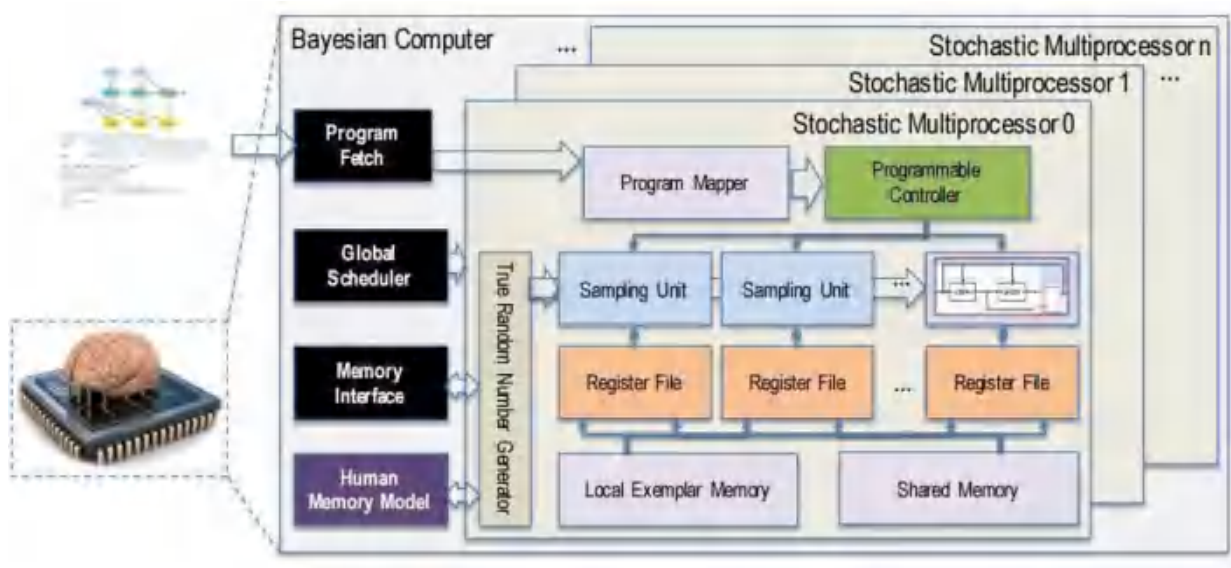 Bayesian Computer
...
Stochastic Multiprocessor n
Stochastic Multiprocessor 1
...
Stochastic Multiprocessor 0
Program
Fetch
Program Mapper
Programmable
Controller
Global
Scheduler
True Random Number Generator
Sampling Unit
Sampling Unit
...
Memory
Interface
Register File
Register File
...
Register File
Human
Memory Model
Local Exemplar Memory
Shared Memory